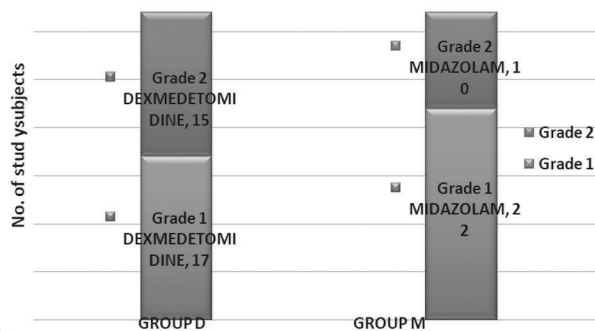 No. of stud ysubjects
Grade 2
DEXMEDETOMI
DINE, 15
Grade 1
DEXMEDETOMI
DINE, 17
GROUP D
Grade 2
MIDAZOLAM, 1
0
Grade 1
MIDAZOLAM, 2
2
GROUP M
Grade 2
Grade 1